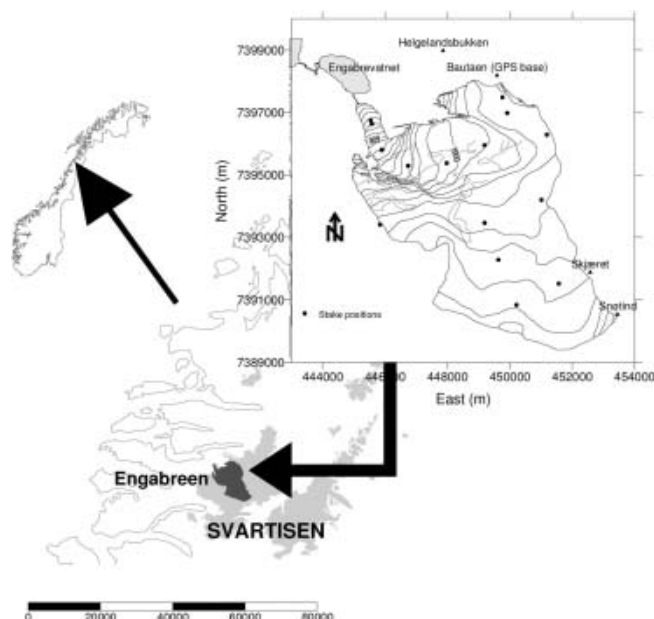 7399000
Helgelandsbukken
Engabrevatnet
Bautaen (GPS base)
7397000
7395000
North (m)
7393000
N
Skjæret
7391000
Snøtind
Stake positions
7389000
444000 446000 448000 450000 452000 454000
East (m)
Engabreen
SVARTISEN
0 20000 40000 60000 80000